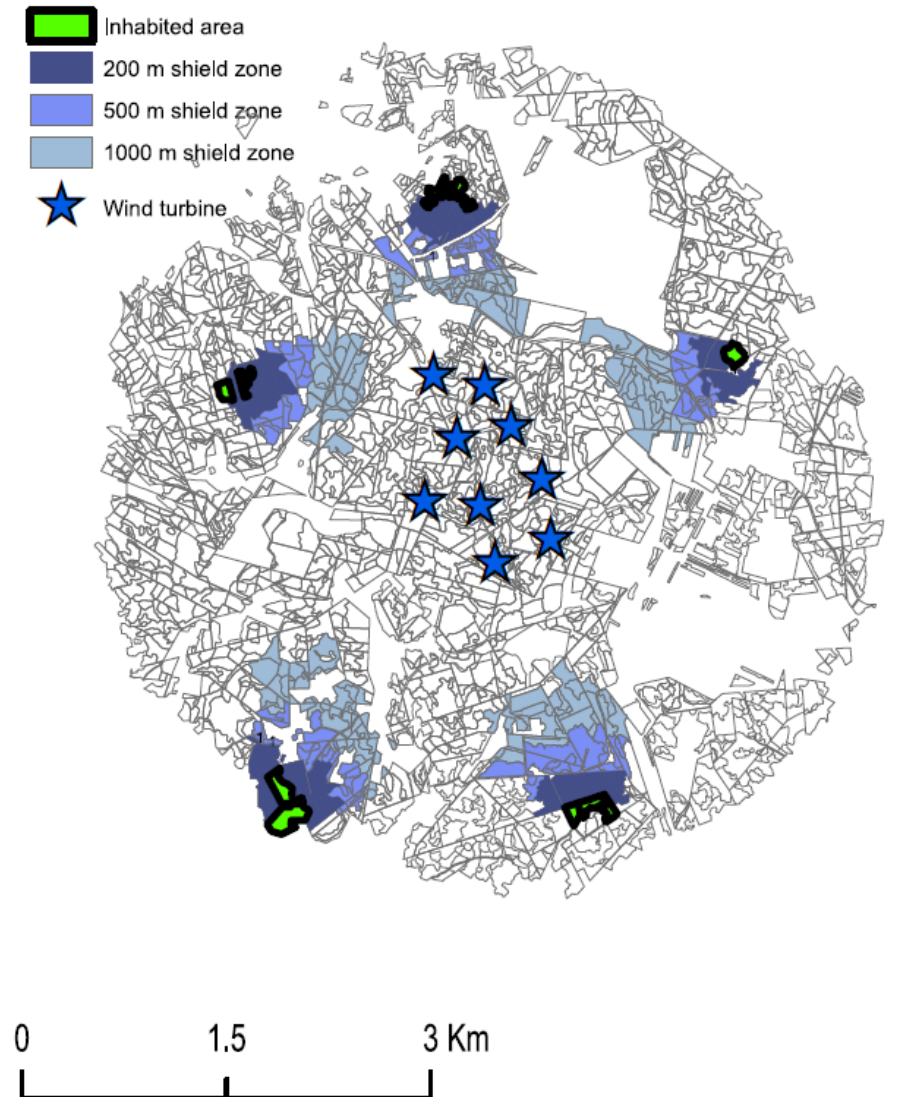 Inhabited area
200 m shield zone
500 m shield zone
1000 m shield zone
Wind turbine
0 1.5 3 Km